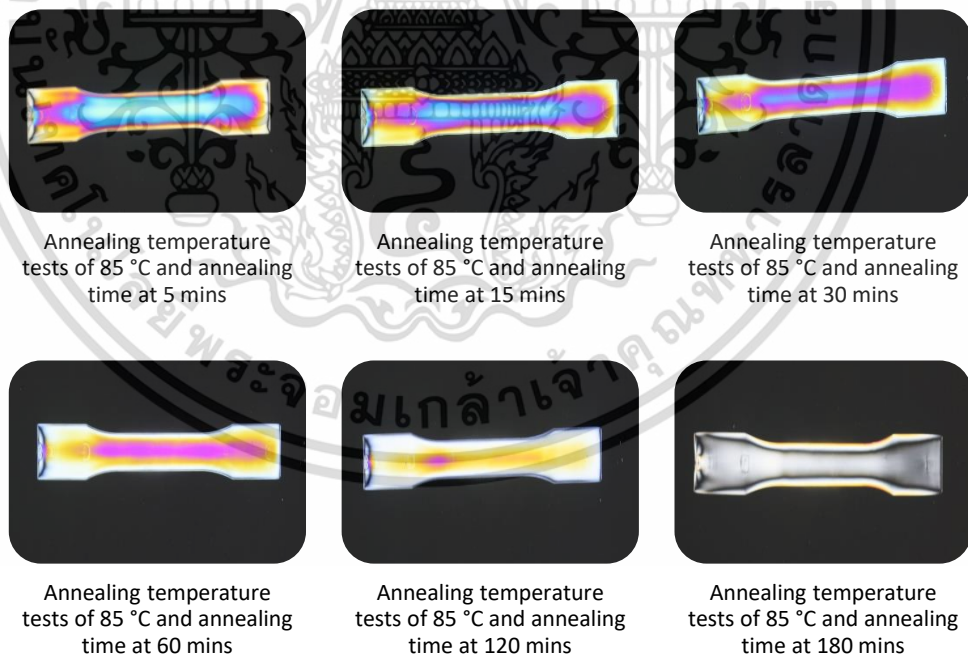 Annealing temperature
tests of 85 °C and annealing
time at 5 mins
Annealing temperature
tests of 85 °C and annealing
time at 15 mins
Annealing temperature
tests of 85 °C and annealing
time at 30 mins
Annealing temperature
tests of 85 °C and annealing
time at 60 mins
Annealing temperature
tests of 85 °C and annealing
time at 120 mins
Annealing temperature
tests of 85 °C and annealing
time at 180 mins